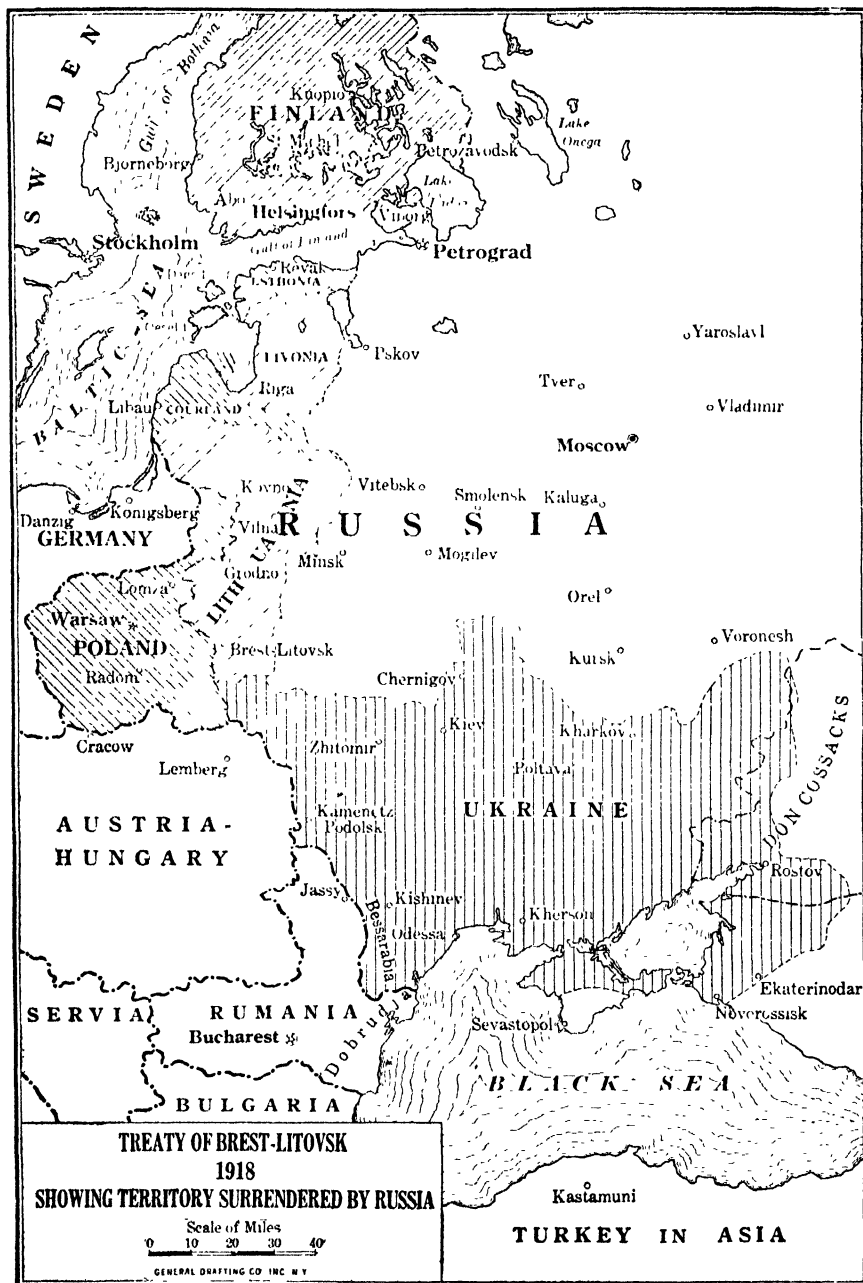 SWEDEN
Gulf of Bothnia
Kuopio
FINLAND
Michel
Bjorneborg
Petrozavodsk
Lake Onega
Abo
Helsingfors
Viborg
Lake
Stockholm
Gulf of Finland
Petrograd
Reval
ESTHONIA
BALTIC SEA
Yaroslavl
LIVONIA
Pskov
Riga
Tver
Vladimir
Libau
COURLAND
Moscow
Kovno
Vitebsk
Smolensk
Kaluga
Danzig
Konigsberg
GERMANY
Vilna
RUSSIA
LITHUANIA
Minsk
Mogilev
Lomza
Grodno
Orel
Warsaw
POLAND
Brest-Litovsk
Voronesh
Radom
Chernigov
Kursk
Cracow
Kiev
Kharkov
Zhitomir
Lemberg
Poltava
DON COSSACKS
AUSTRIA-
HUNGARY
Kamenetz
Podolsk
UKRAINE
Rostov
Jassy
Kishinev
Bessarabia
Odessa
Kherson
Ekaterinodar
SERVIA
RUMANIA
Noverossisk
Bucharest
Dobrudja
Sevastopol
BLACK SEA
BULGARIA
TREATY OF BREST-LITOVSK
1918
SHOWING TERRITORY SURRENDERED BY RUSSIA
Scale of Miles
0 10 20 30 40
GENERAL DRAFTING CO INC N Y
Kastamuni
TURKEY IN ASIA